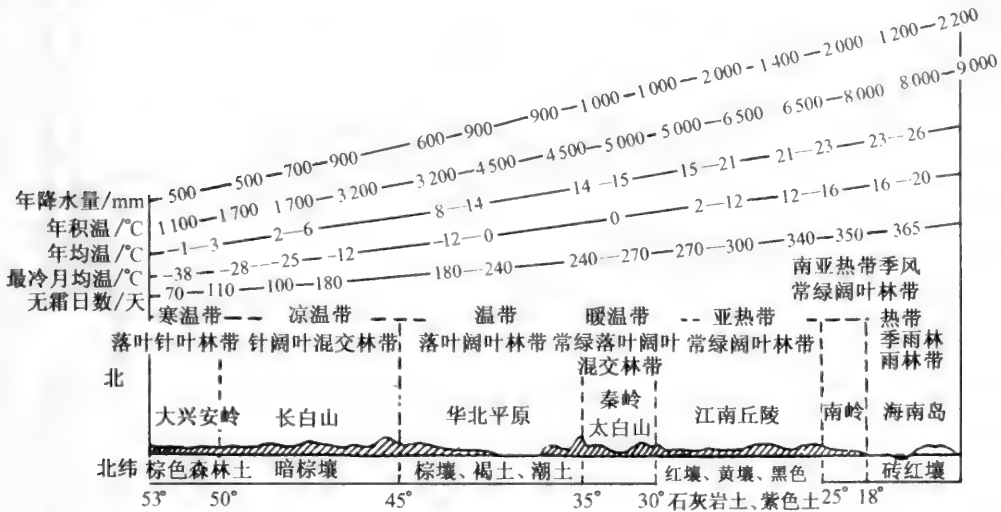 年降水量/mm 500 — 500 — 700 — 900 — 600 — 900 — 900 — 1 000 — 1 000 — 2 000 — 1 400 — 2 000 1 200 — 2 200
年积温/℃ 1 100 — 1 700 1 700 — 3 200 — 3 200 — 4 500 — 4 500 — 5 000 — 5 000 — 6 500 6 500 — 8 000 8 000 — 9 000
年均温/℃ -1 — 3 2 — 6 8 — 14 14 — 15 15 — 21 21 — 23 23 — 26
最冷月均温/℃ -38 — -28 -25 -12 -12 — 0 0 2 — 12 12 — 16 16 — 20
无霜日数/天 70 — 110 100 — 180 180 — 240 240 — 270 270 — 300 340 — 350 365
南亚热带季风
常绿阔叶林带
寒温带 凉温带 温带 暖温带 亚热带 热带
落叶针叶林带 针阔叶混交林带 落叶阔叶林带 常绿落叶阔叶 常绿阔叶林带 季雨林
混交林带 雨林带
北
大兴安岭 长白山 华北平原 秦岭 江南丘陵 南岭 海南岛
太白山
北纬 棕色森林土 暗棕壤 棕壤、褐土、潮土 红壤、黄壤、黑色 砖红壤
53° 50° 45° 35° 30° 石灰岩土、紫色土 25° 18°